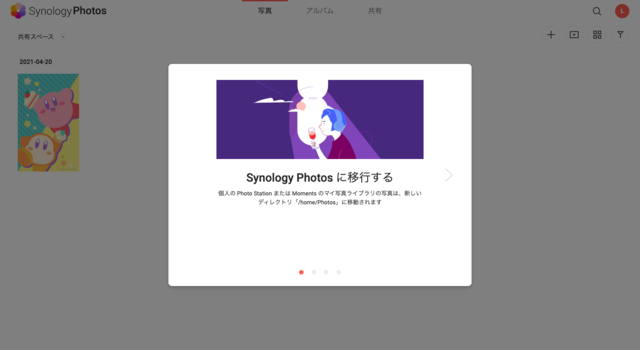 Synology Photos
写真
アルバム
共有
L
共有スペース
2021-04-20
Synology Photos に移行する
個人の Photo Station または Moments のマイ写真ライブラリの写真は、新しい
ディレクトリ「/home/Photos」に移動されます